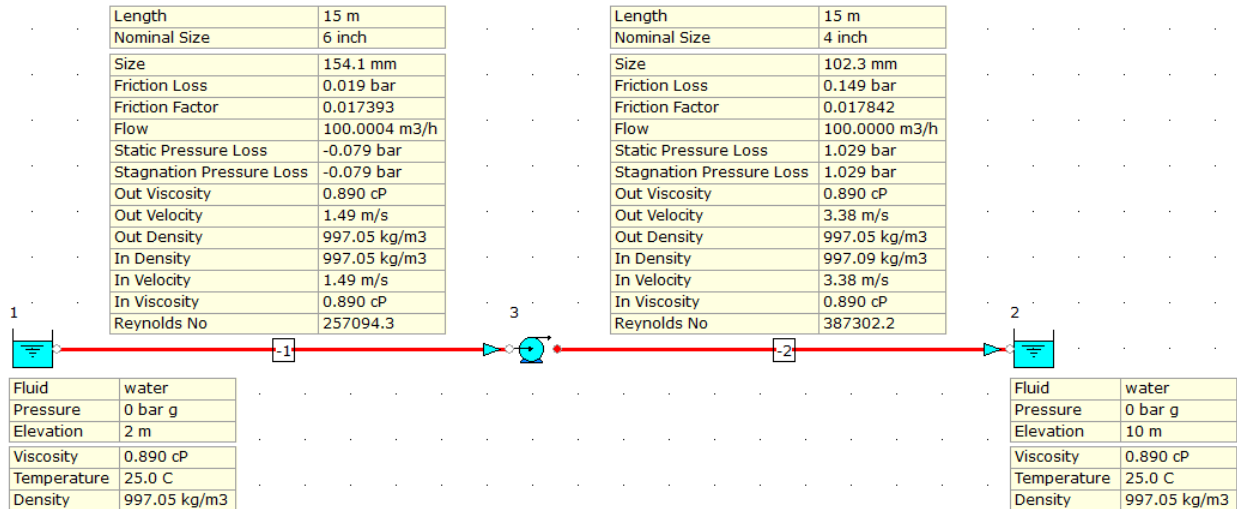 Length 15 m
Nominal Size 6 inch
Size 154.1 mm
Friction Loss 0.019 bar
Friction Factor 0.017393
Flow 100.0004 m3/h
Static Pressure Loss -0.079 bar
Stagnation Pressure Loss -0.079 bar
Out Viscosity 0.890 cP
Out Velocity 1.49 m/s
Out Density 997.05 kg/m3
In Density 997.05 kg/m3
In Velocity 1.49 m/s
In Viscosity 0.890 cP
Reynolds No 257094.3
Length 15 m
Nominal Size 4 inch
Size 102.3 mm
Friction Loss 0.149 bar
Friction Factor 0.017842
Flow 100.0000 m3/h
Static Pressure Loss 1.029 bar
Stagnation Pressure Loss 1.029 bar
Out Viscosity 0.890 cP
Out Velocity 3.38 m/s
Out Density 997.05 kg/m3
In Density 997.09 kg/m3
In Velocity 3.38 m/s
In Viscosity 0.890 cP
Reynolds No 387302.2
1
3
2
-1
-2
Fluid water
Pressure 0 bar g
Elevation 2 m
Viscosity 0.890 cP
Temperature 25.0 C
Density 997.05 kg/m3
Fluid water
Pressure 0 bar g
Elevation 10 m
Viscosity 0.890 cP
Temperature 25.0 C
Density 997.05 kg/m3